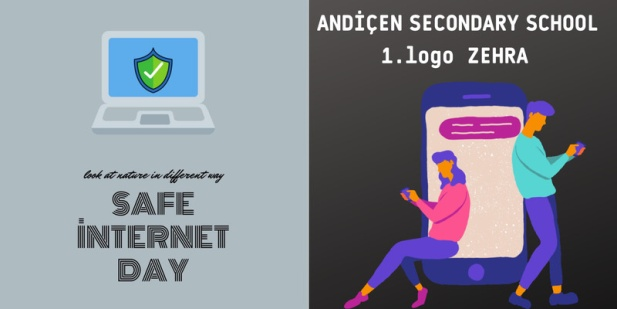 look at nature in different way
SAFE
İNTERNET
DAY
ANDİÇEN SECONDARY SCHOOL
1.logo ZEHRA